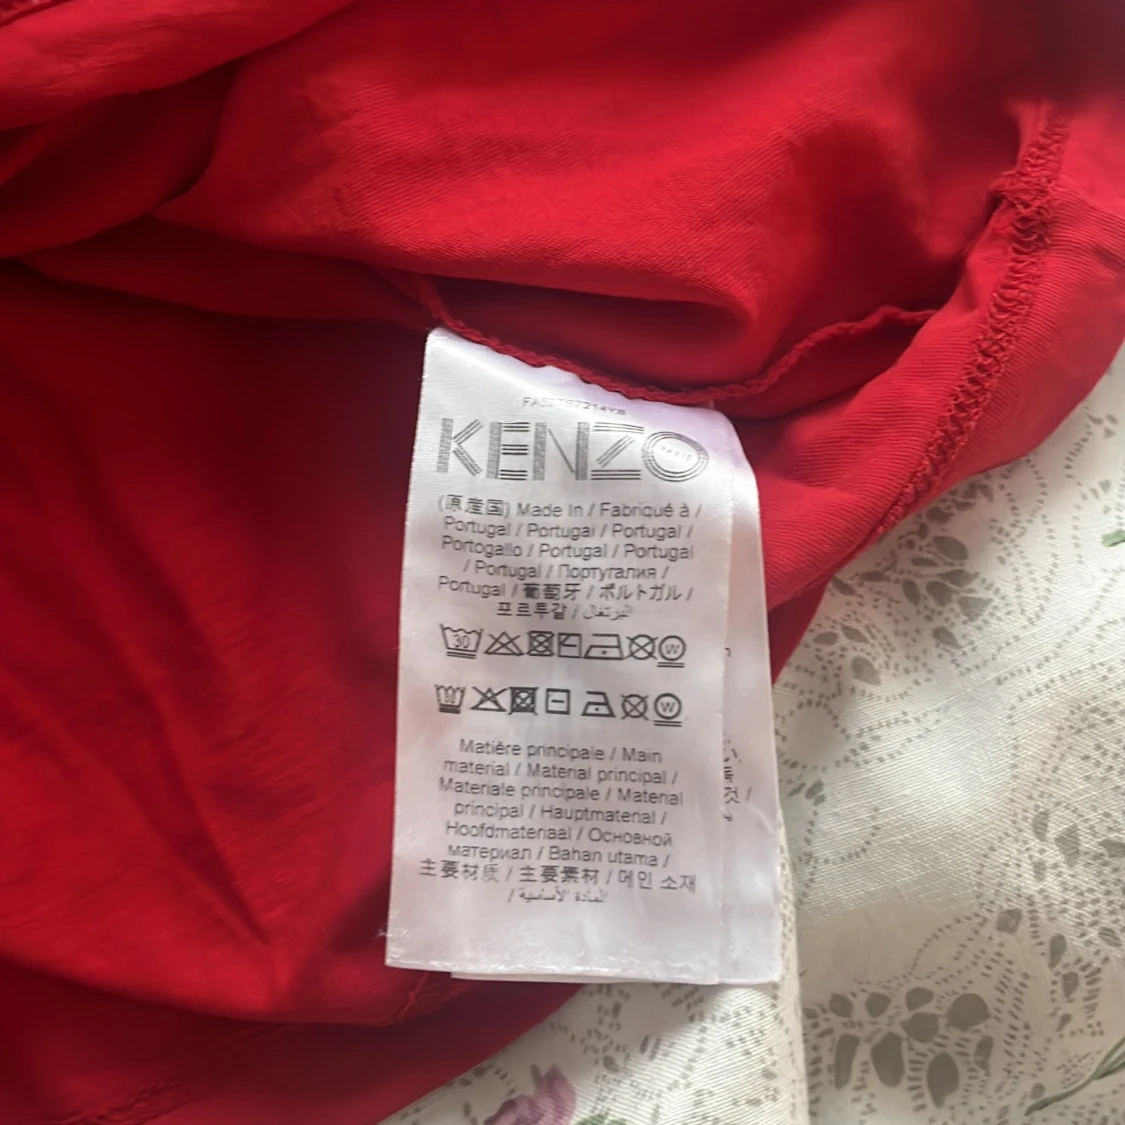 KENZO
PARIS
(原産国) Made In / Fabriqué à /
Portugal / Portugal / Portugal /
Portogallo / Portugal / Portugal
/ Portugal / Португалия /
Portugal / 葡萄牙 / ポルトガル /
포르투갈 / البرتغال
30
W
30
W
Matière principale / Main
material / Material principal /
Materiale principale / Material
principal / Hauptmaterial /
Hoofdmateriaal / Основной
материал / Bahan utama /
主要材质 / 主要素材 / 메인 소재
/ المادة الأساسية